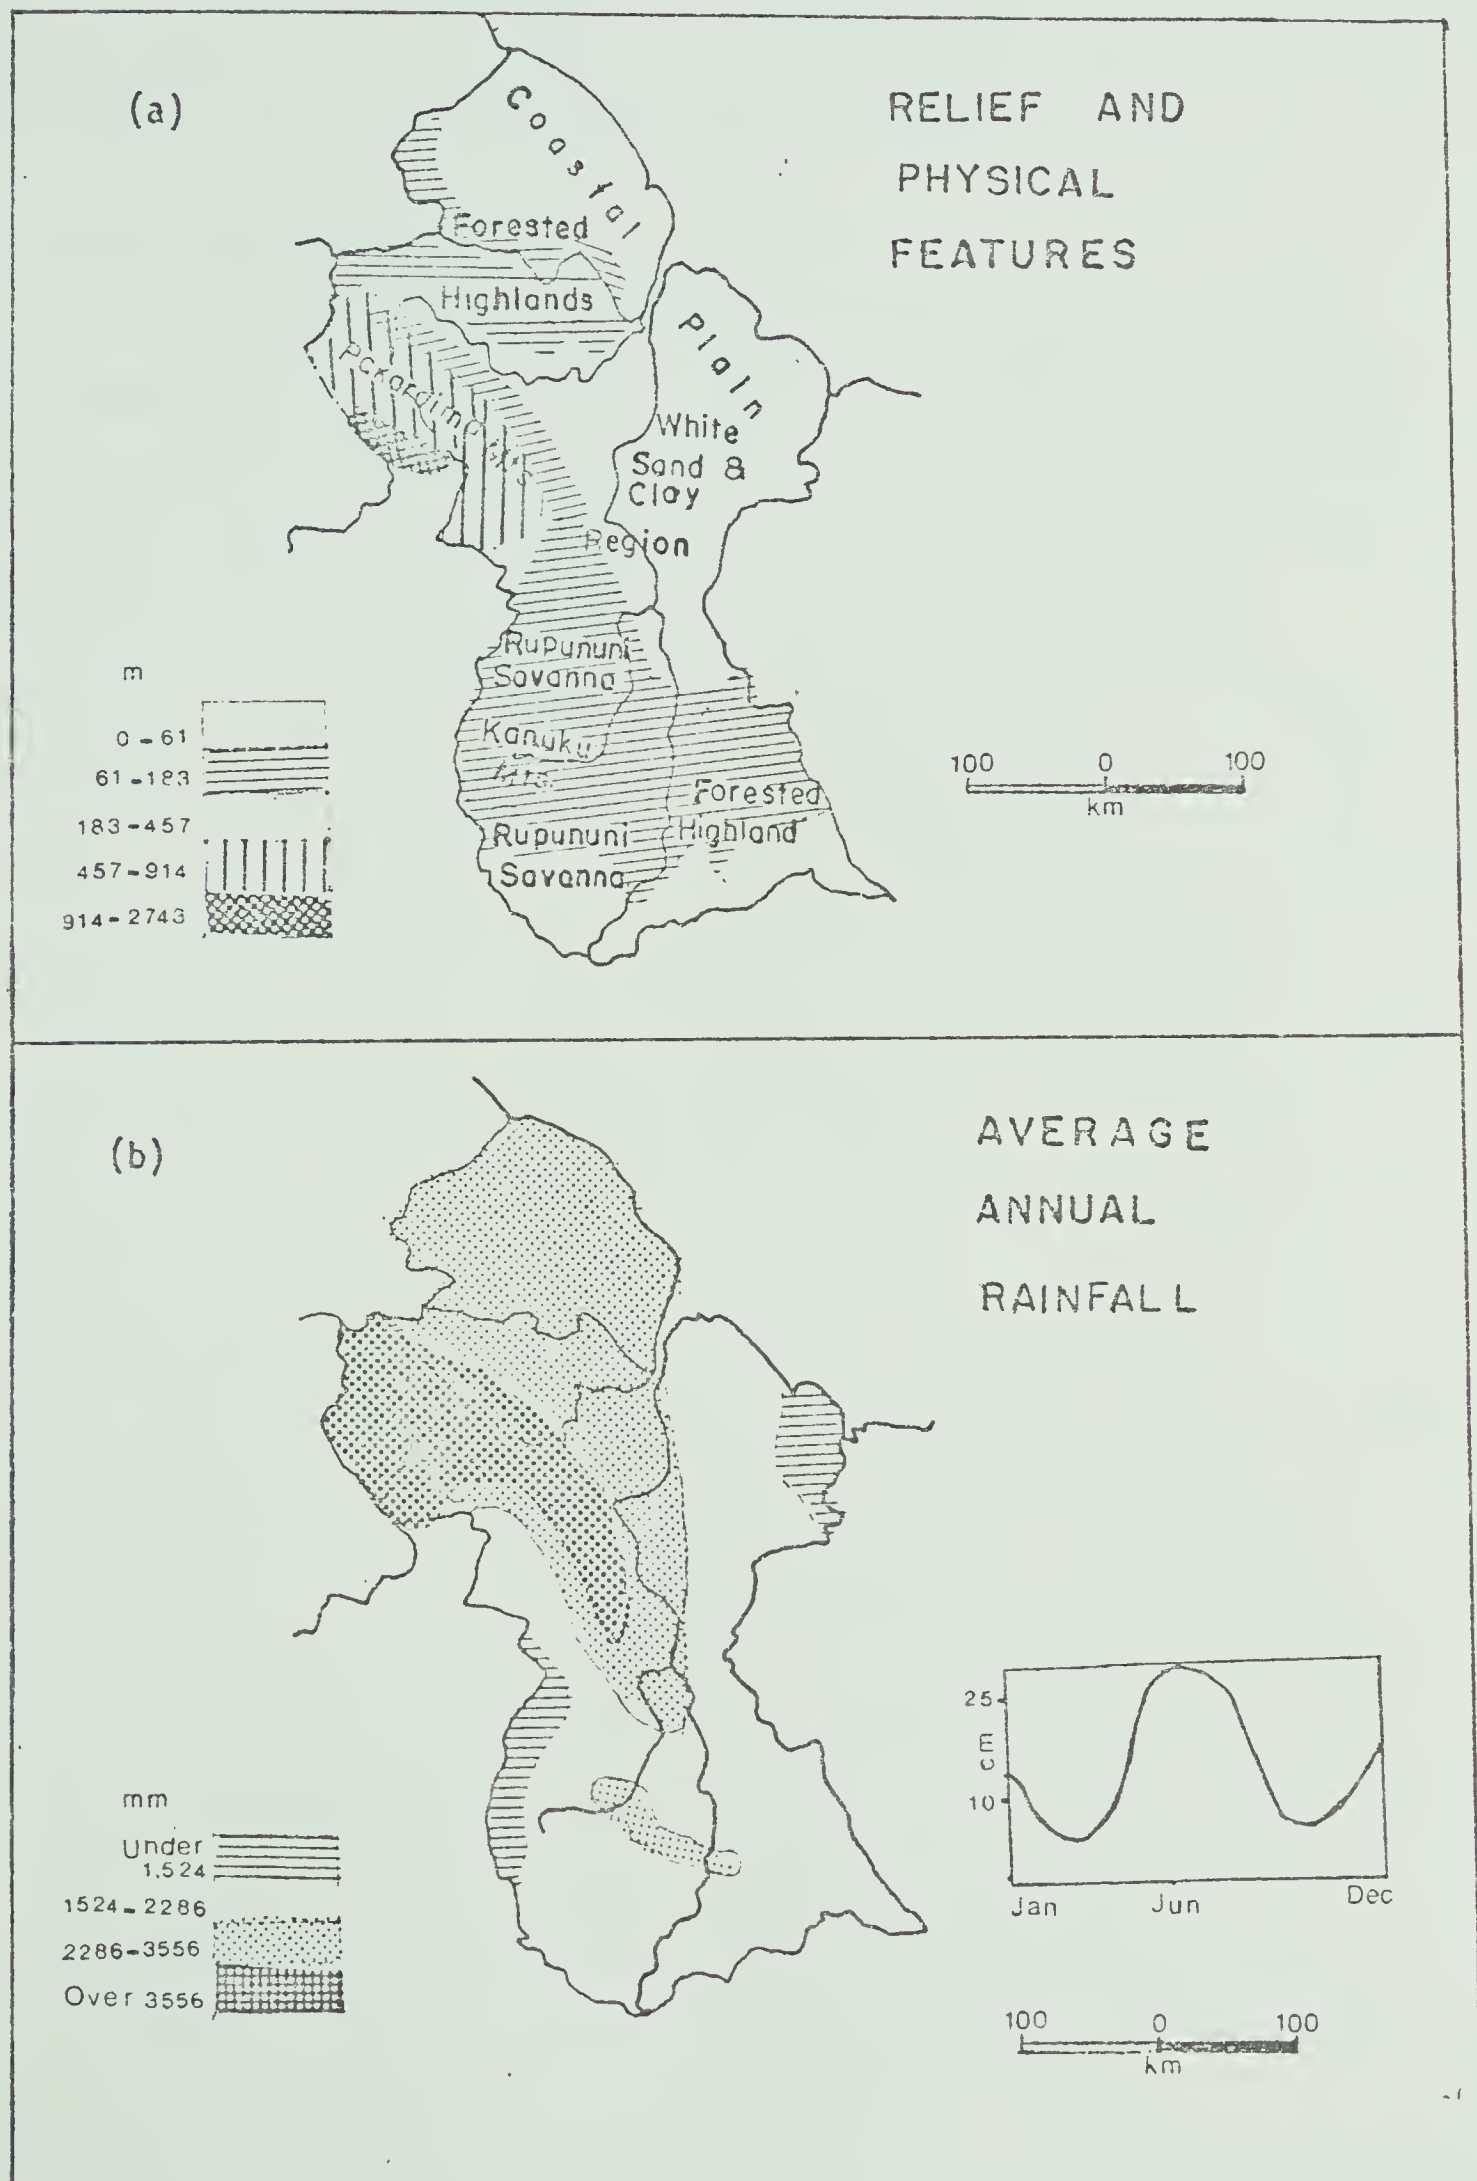 (a)
RELIEF AND
PHYSICAL
FEATURES
Coastal
Plain
Forested
Highlands
Pakaraima Mts
White
Sand &
Clay
Region
Rupununi
Savanna
Kanuku
Mts.
Forested
Highland
Rupununi
Savanna
m
0-61
61-183
183-457
457-914
914-2743
100 0 100
km
(b)
AVERAGE
ANNUAL
RAINFALL
mm
Under
1,524
1524-2286
2286-3556
Over 3556
25
cm
10
Jan Jun Dec
100 0 100
km